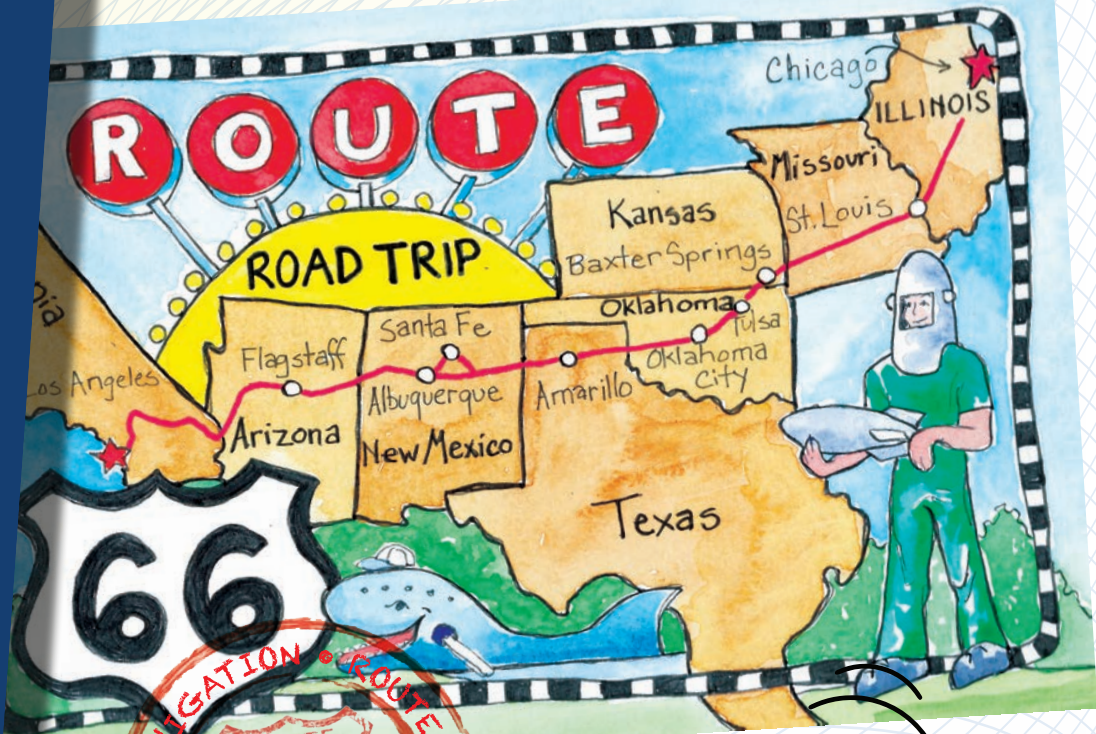 ROUTE
ROAD TRIP
Chicago
ILLINOIS
Missouri
St. Louis
Kansas
Baxter Springs
Oklahoma
Tulsa
Oklahoma
City
Santa Fe
Flagstaff
Albuquerque
Amarillo
Los Angeles
Arizona
New Mexico
Texas
66
ROUTE